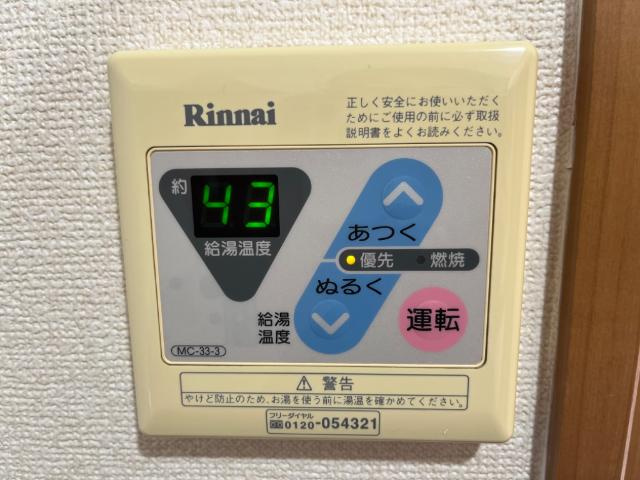 Rinnai
正しく安全にお使いいただく
ためにご使用の前に必ず取扱
説明書をよくお読みください。
約 43
給湯温度
あつく
優先 燃焼
ぬるく
給湯
温度
運転
MC-33-3
⚠ 警告
やけど防止のため、お湯を使う前に湯温を確かめてください。
フリーダイヤル
0120-054321